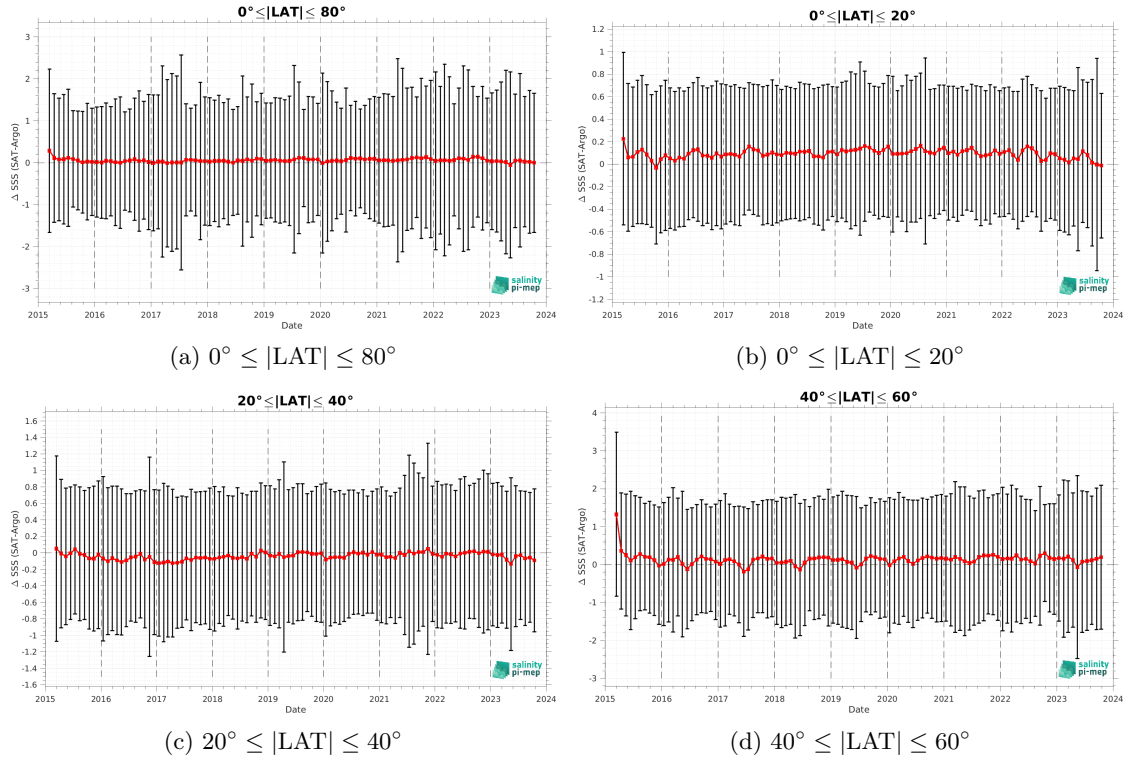 0°≤|LAT|≤ 80°
3
2
1
0
-1
-2
-3
Δ SSS (SAT-Argo)
2015 2016 2017 2018 2019 2020 2021 2022 2023 2024
Date
salinity
pi-mep
(a) 0° ≤ |LAT| ≤ 80°
0°≤|LAT|≤ 20°
1.2
1
0.8
0.6
0.4
0.2
0
-0.2
-0.4
-0.6
-0.8
-1
-1.2
Δ SSS (SAT-Argo)
2015 2016 2017 2018 2019 2020 2021 2022 2023 2024
Date
salinity
pi-mep
(b) 0° ≤ |LAT| ≤ 20°
20°≤|LAT|≤ 40°
1.6
1.4
1.2
1
0.8
0.6
0.4
0.2
0
-0.2
-0.4
-0.6
-0.8
-1
-1.2
-1.4
-1.6
Δ SSS (SAT-Argo)
2015 2016 2017 2018 2019 2020 2021 2022 2023 2024
Date
salinity
pi-mep
(c) 20° ≤ |LAT| ≤ 40°
40°≤|LAT|≤ 60°
4
3
2
1
0
-1
-2
-3
Δ SSS (SAT-Argo)
2015 2016 2017 2018 2019 2020 2021 2022 2023 2024
Date
salinity
pi-mep
(d) 40° ≤ |LAT| ≤ 60°